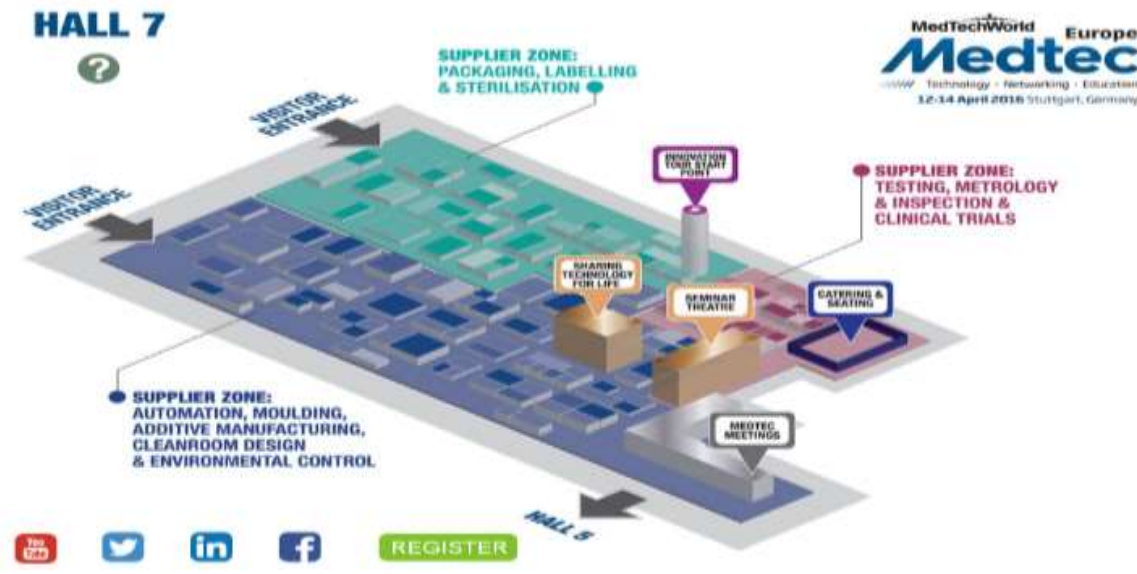 HALL 7
?
MedTechWorld
Europe
Medtec
Technology · Networking · Education
12-14 April 2016 Stuttgart, Germany
SUPPLIER ZONE:
PACKAGING, LABELLING
& STERILISATION
VISITOR
ENTRANCE
VISITOR
ENTRANCE
INNOVATION
TOUR START
POINT
SUPPLIER ZONE:
TESTING, METROLOGY
& INSPECTION &
CLINICAL TRIALS
SHARING
TECHNOLOGY
FOR LIFE
SEMINAR
THEATRE
CATERING &
SEATING
SUPPLIER ZONE:
AUTOMATION, MOULDING,
ADDITIVE MANUFACTURING,
CLEANROOM DESIGN
& ENVIRONMENTAL CONTROL
MEDTEC
MEETINGS
HALL 5
You
Tube
in
f
REGISTER